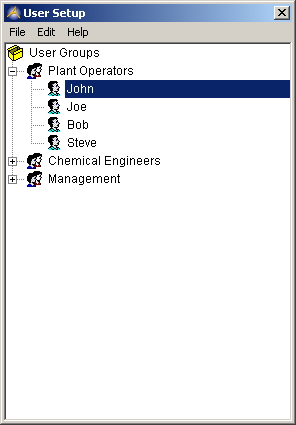 User Setup
File Edit Help
User Groups
Plant Operators
John
Joe
Bob
Steve
Chemical Engineers
Management